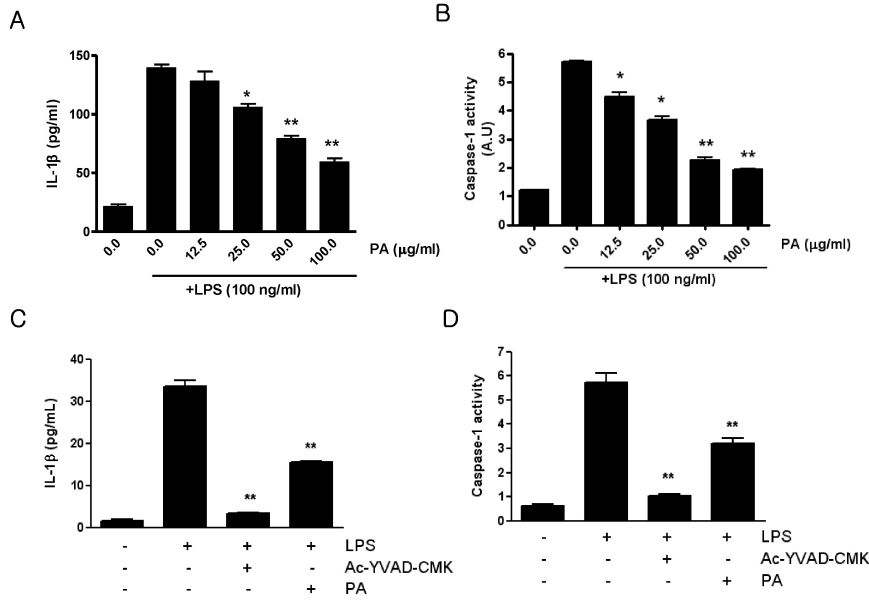 A
IL-1β (pg/ml)
150
100
50
0
* ** **
0.0 0.0 12.5 25.0 50.0 100.0 PA (μg/ml)
+LPS (100 ng/ml)
B
Caspase-1 activity
(A.U)
6
5
4
3
2
1
0
* * ** **
0.0 0.0 12.5 25.0 50.0 100.0 PA (μg/ml)
+LPS (100 ng/ml)
C
IL-1β (pg/mL)
40
30
20
10
0
** **
- + + + LPS
- - + - Ac-YVAD-CMK
- - - + PA
D
Caspase-1 activity
7
6
5
4
3
2
1
0
** **
- + + + LPS
- - + - Ac-YVAD-CMK
- - - + PA